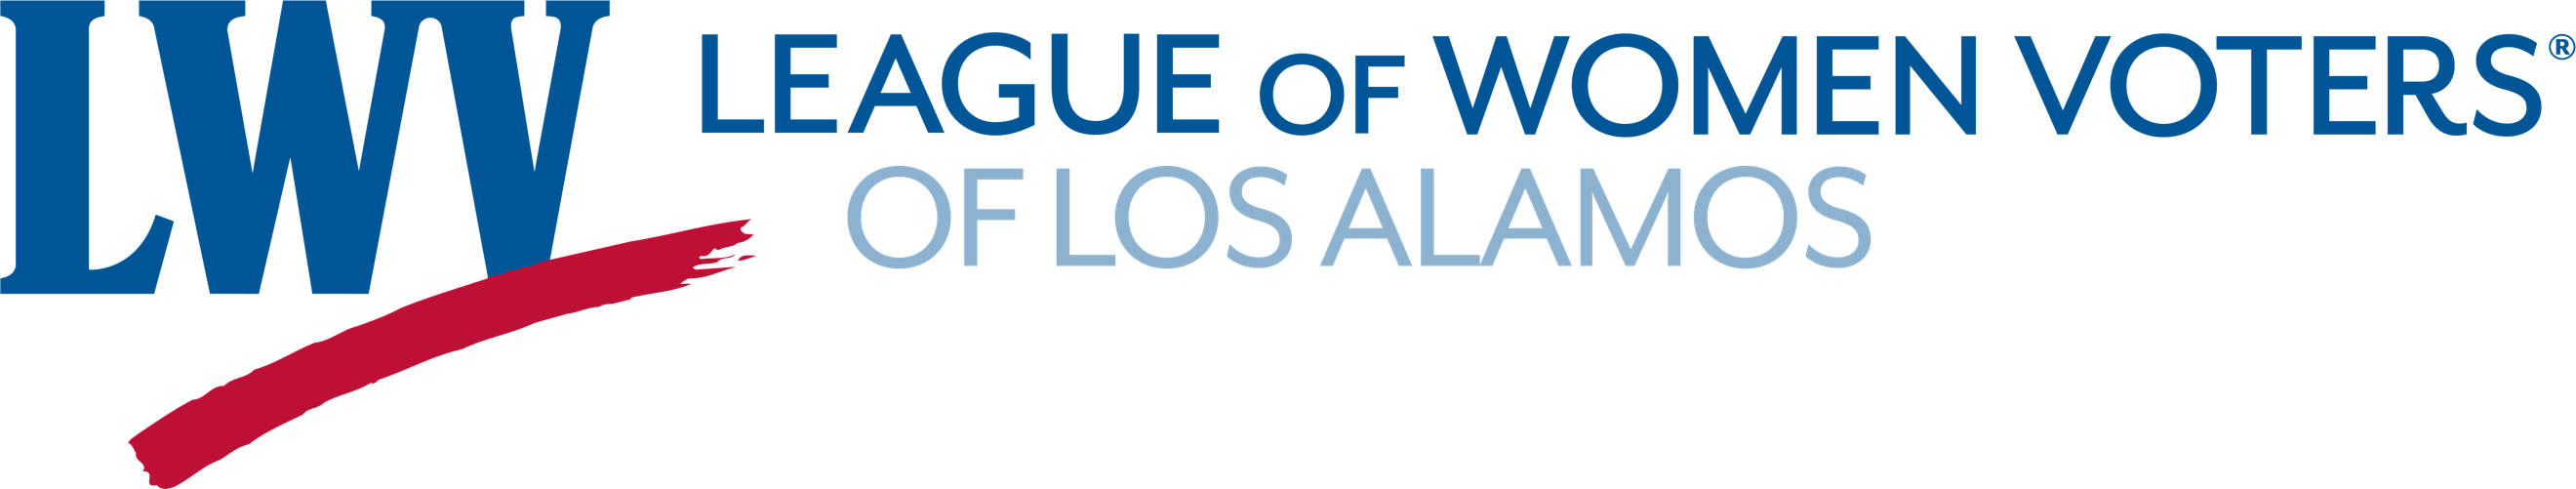 LWV
LEAGUE OF WOMEN VOTERS®
OF LOS ALAMOS